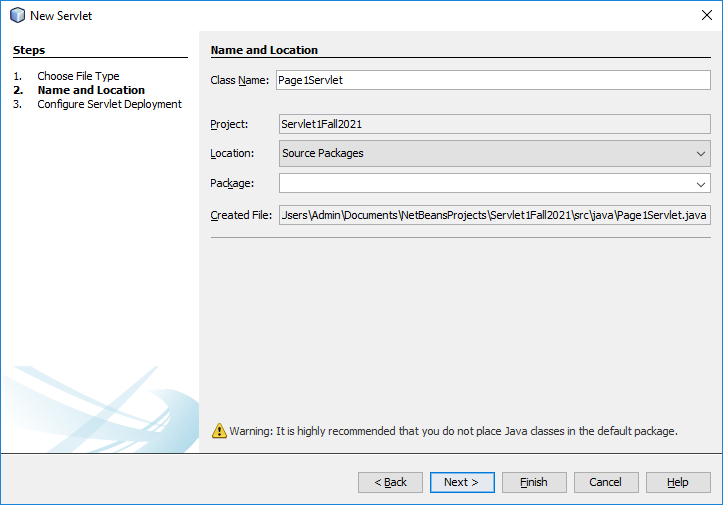 New Servlet
Steps
1. Choose File Type
2. Name and Location
3. Configure Servlet Deployment
Name and Location
Class Name: Page1Servlet
Project: Servlet1Fall2021
Location: Source Packages
Package:
Created File: Jsers\Admin\Documents\NetBeansProjects\Servlet1Fall2021\src\java\Page1Servlet.java
Warning: It is highly recommended that you do not place Java classes in the default package.
< Back Next > Finish Cancel Help